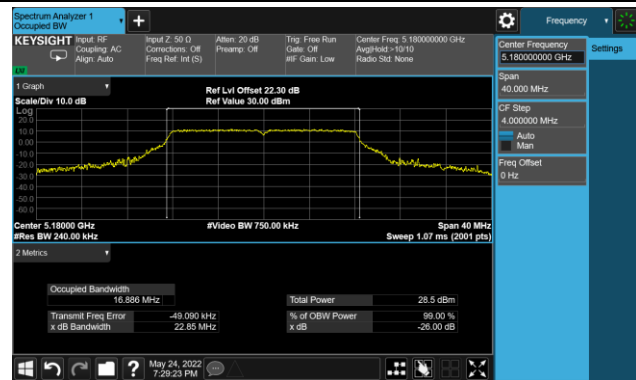 Spectrum Analyzer 1
Occupied BW
Frequency
KEYSIGHT
Input: RF
Coupling: AC
Align: Auto
Input Z: 50 Ω
Corrections: Off
Freq Ref: Int (S)
Atten: 20 dB
Preamp: Off
Trig: Free Run
Gate: Off
#IF Gain: Low
Center Freq: 5.180000000 GHz
Avg|Hold:>10/10
Radio Std: None
Center Frequency
5.180000000 GHz
Settings
Span
40.000 MHz
CF Step
4.000000 MHz
Auto
Man
Freq Offset
0 Hz
1 Graph
Scale/Div 10.0 dB
Ref Lvl Offset 22.30 dB
Ref Value 30.00 dBm
Log
20.0
10.0
0.00
-10.0
-20.0
-30.0
-40.0
-50.0
-60.0
Center 5.18000 GHz
#Res BW 240.00 kHz
#Video BW 750.00 kHz
Span 40 MHz
Sweep 1.07 ms (2001 pts)
2 Metrics
Occupied Bandwidth
16.886 MHz
Total Power 28.5 dBm
Transmit Freq Error -49.090 kHz
% of OBW Power 99.00 %
x dB Bandwidth 22.85 MHz
x dB -26.00 dB
May 24, 2022
7:29:23 PM